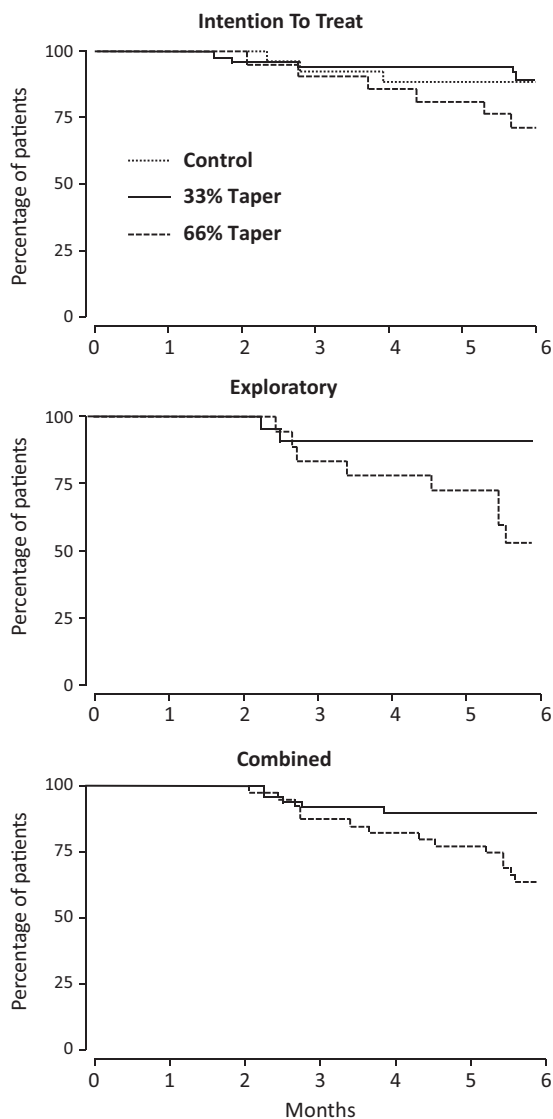 Intention To Treat
100
75
50
25
0
Percentage of patients
Control
33% Taper
66% Taper
0 1 2 3 4 5 6
Exploratory
100
75
50
25
0
Percentage of patients
0 1 2 3 4 5 6
Combined
100
75
50
25
0
Percentage of patients
0 1 2 3 4 5 6
Months